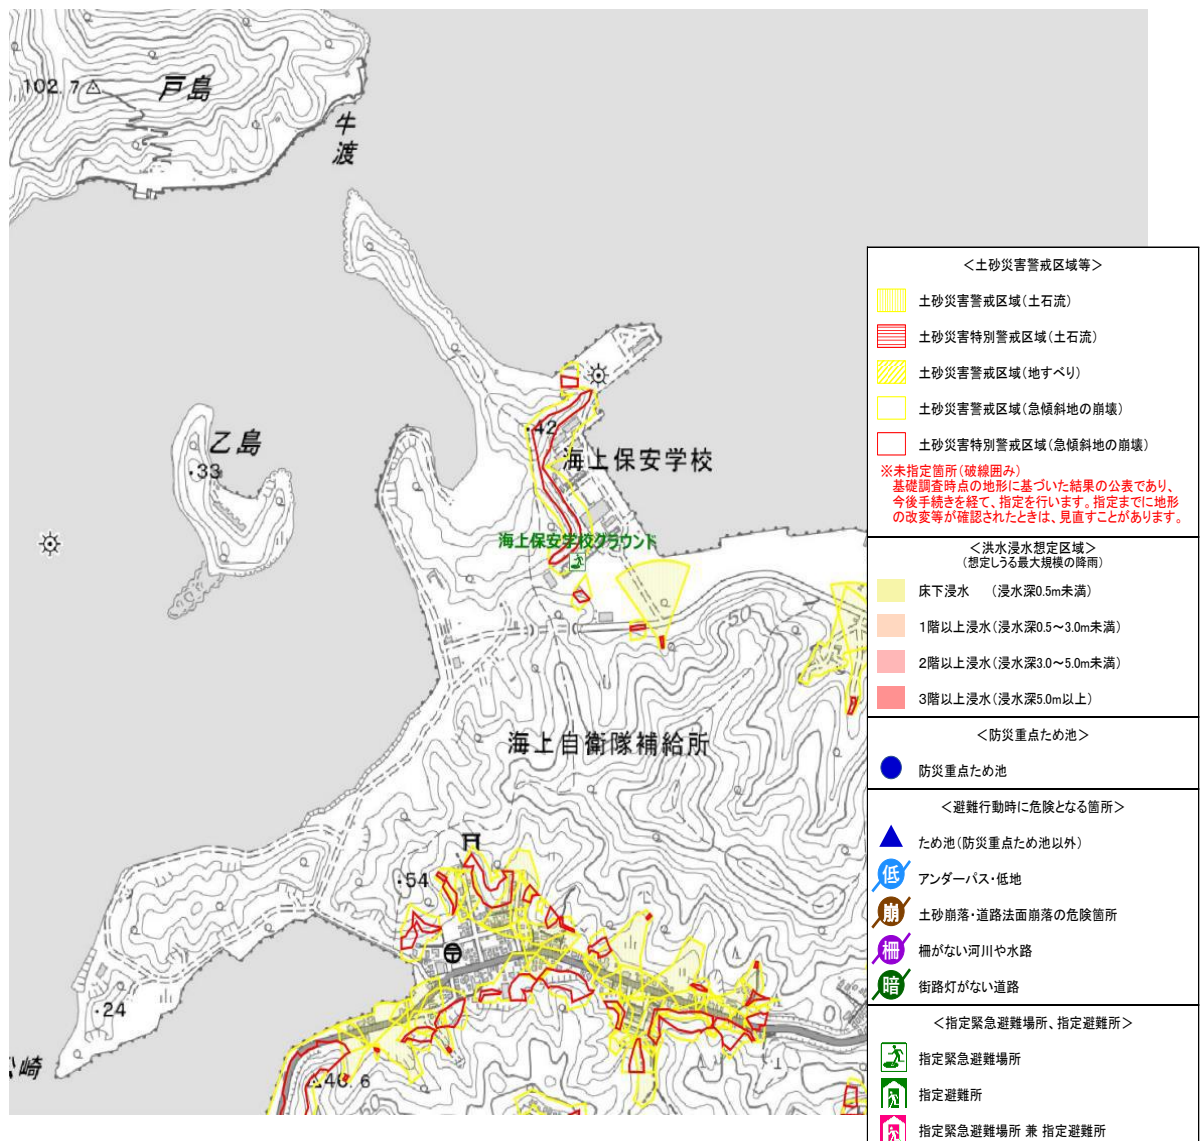 102.7
戸島
牛渡
乙島
・33
・42
海上保安学校
海上保安学校グラウンド
50
海上自衛隊補給所
・54
・24
46.6
崎
＜土砂災害警戒区域等＞
土砂災害警戒区域（土石流）
土砂災害特別警戒区域（土石流）
土砂災害警戒区域（地すべり）
土砂災害警戒区域（急傾斜地の崩壊）
土砂災害特別警戒区域（急傾斜地の崩壊）
※未指定箇所（破線囲み）
基礎調査時点の地形に基づいた結果の公表であり、
今後手続きを経て、指定を行います。指定までに地形
の改変等が確認されたときは、見直すことがあります。
＜洪水浸水想定区域＞
（想定しうる最大規模の降雨）
床下浸水　（浸水深0.5m未満）
1階以上浸水（浸水深0.5～3.0m未満）
2階以上浸水（浸水深3.0～5.0m未満）
3階以上浸水（浸水深5.0m以上）
＜防災重点ため池＞
防災重点ため池
＜避難行動時に危険となる箇所＞
ため池（防災重点ため池以外）
低 アンダーパス・低地
崩 土砂崩落・道路法面崩落の危険箇所
柵 柵がない河川や水路
暗 街路灯がない道路
＜指定緊急避難場所、指定避難所＞
指定緊急避難場所
指定避難所
指定緊急避難場所 兼 指定避難所